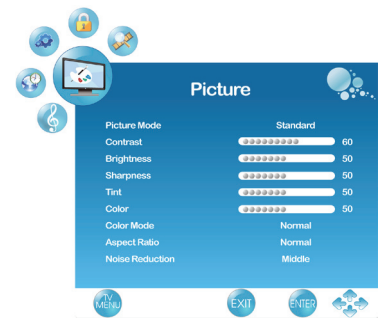 Picture
Picture Mode Standard
Contrast 60
Brightness 50
Sharpness 50
Tint 50
Color 50
Color Mode Normal
Aspect Ratio Normal
Noise Reduction Middle
TV MENU EXIT ENTER